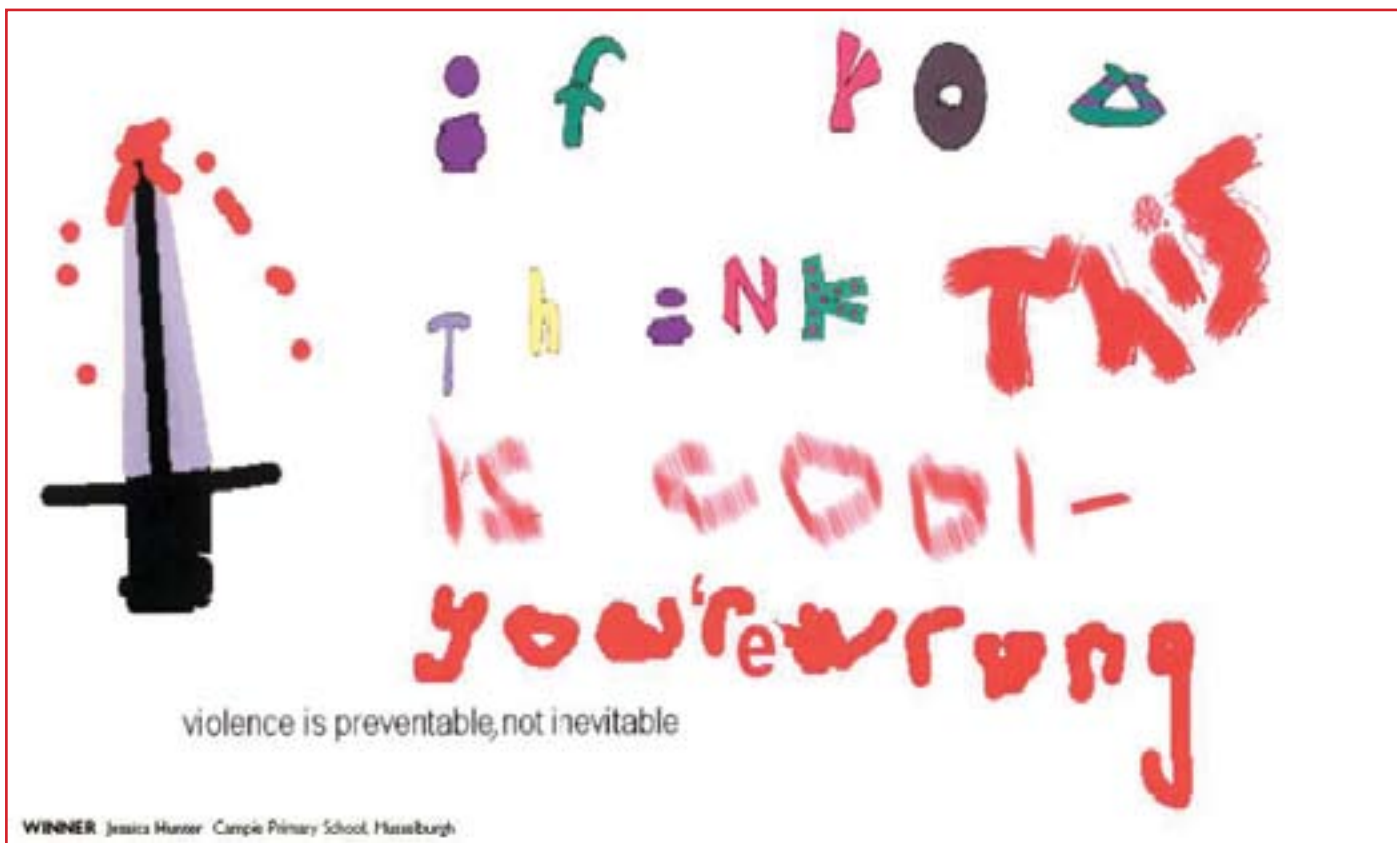 if YOU
ThiNK THiS
IS COOl-
you're wrong
violence is preventable, not inevitable
WINNER Jessica Hunter Campie Primary School, Musselburgh